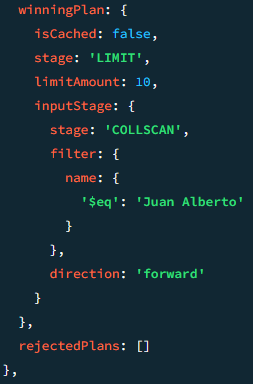 winningPlan: {
isCached: false,
stage: 'LIMIT',
limitAmount: 10,
inputStage: {
stage: 'COLLSCAN',
filter: {
name: {
'$eq': 'Juan Alberto'
}
},
direction: 'forward'
}
},
rejectedPlans: []
},